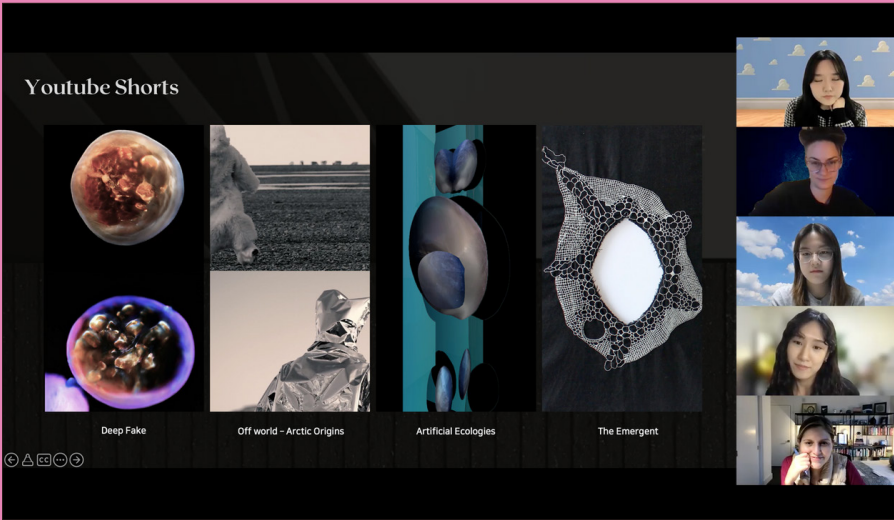 Youtube Shorts
Deep Fake
Off world – Arctic Origins
Artificial Ecologies
The Emergent
CC